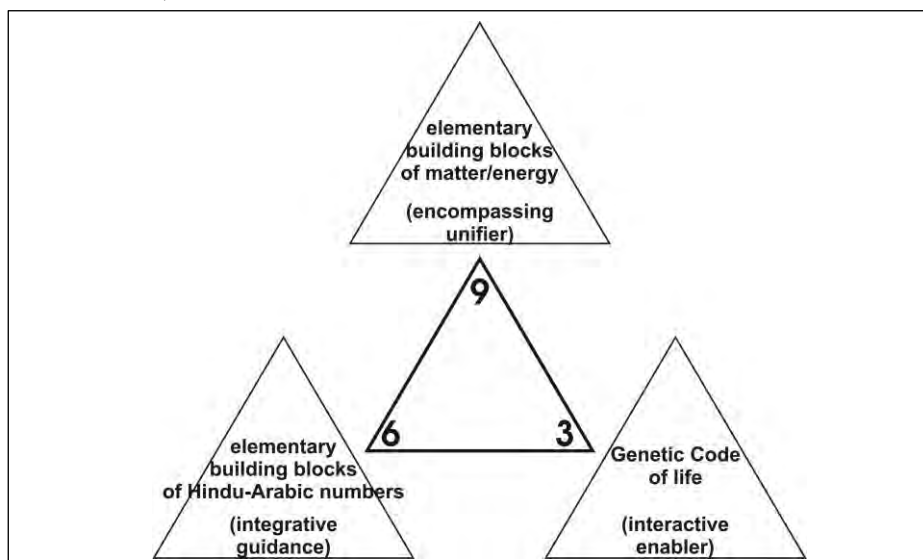 elementary
building blocks
of matter/energy
(encompassing
unifier)
9
6
3
elementary
building blocks
of Hindu-Arabic numbers
(integrative
guidance)
Genetic Code
of life
(interactive
enabler)